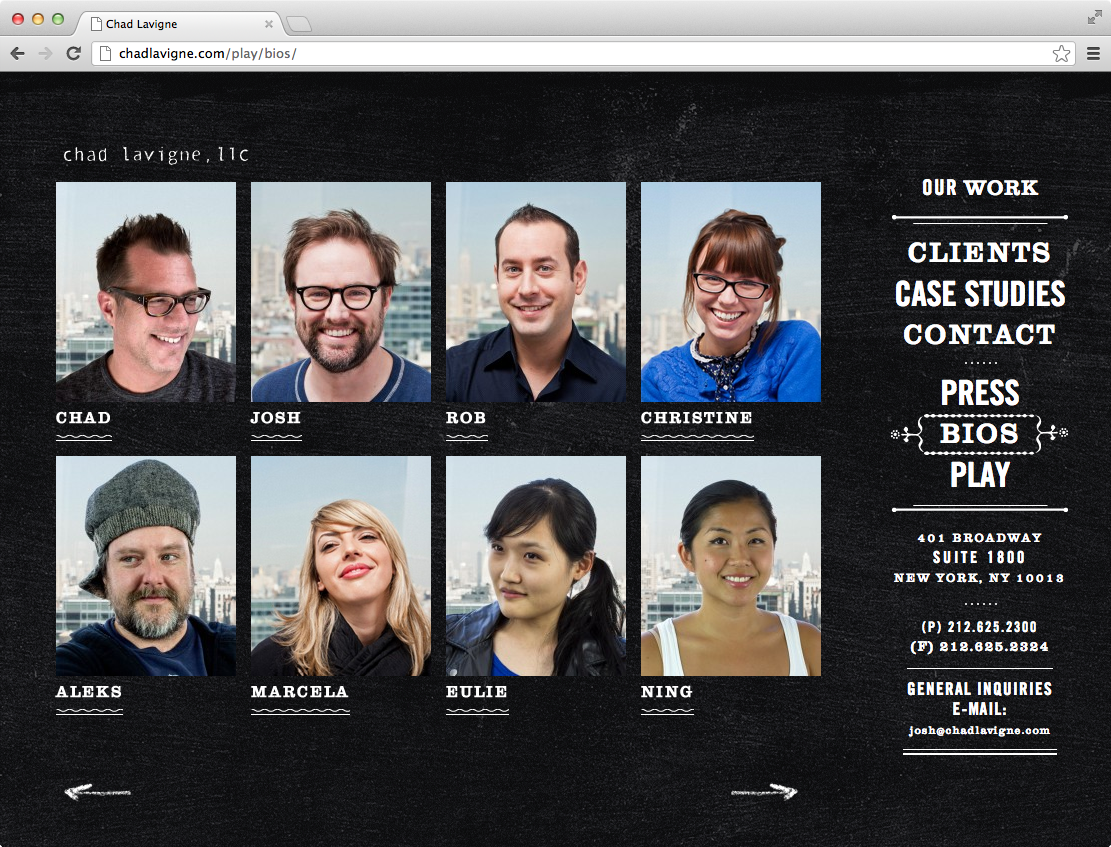 Chad Lavigne
chadlavigne.com/play/bios/
chad lavigne,llc
CHAD
JOSH
ROB
CHRISTINE
ALEKS
MARCELA
EULIE
NING
OUR WORK
CLIENTS
CASE STUDIES
CONTACT
PRESS
BIOS
PLAY
401 BROADWAY
SUITE 1800
NEW YORK, NY 10013
(P) 212.625.2300
(F) 212.625.2324
GENERAL INQUIRIES
E-MAIL:
josh@chadlavigne.com